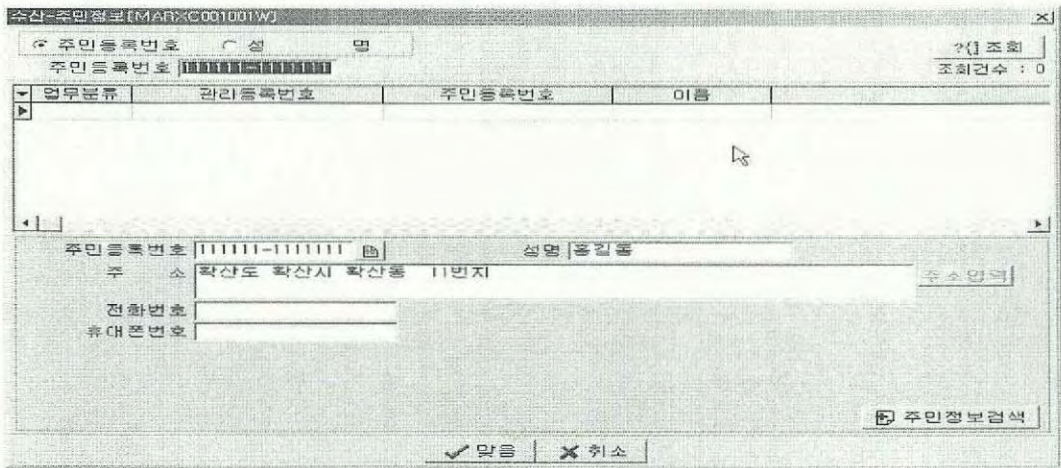 수산-주민정보[MARXC001001W]
주민등록번호 성 명 ?(] 조회
주민등록번호 111111-1111111 조회건수 : 0
업무분류 관리등록번호 주민등록번호 이름
주민등록번호 111111-1111111 성명 홍길동
주 소 확산도 확산시 확산동 11번지 주소영역
전화번호
휴대폰번호
주민정보검색
맞음 취소